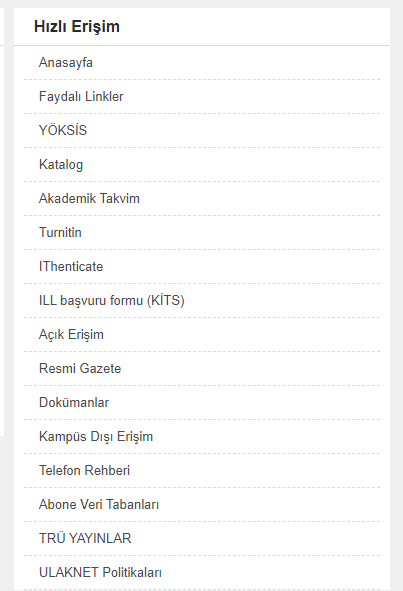 Hızlı Erişim
Anasayfa
Faydalı Linkler
YÖKSİS
Katalog
Akademik Takvim
Turnitin
IThenticate
ILL başvuru formu (KİTS)
Açık Erişim
Resmi Gazete
Dokümanlar
Kampüs Dışı Erişim
Telefon Rehberi
Abone Veri Tabanları
TRÜ YAYINLAR
ULAKNET Politikaları